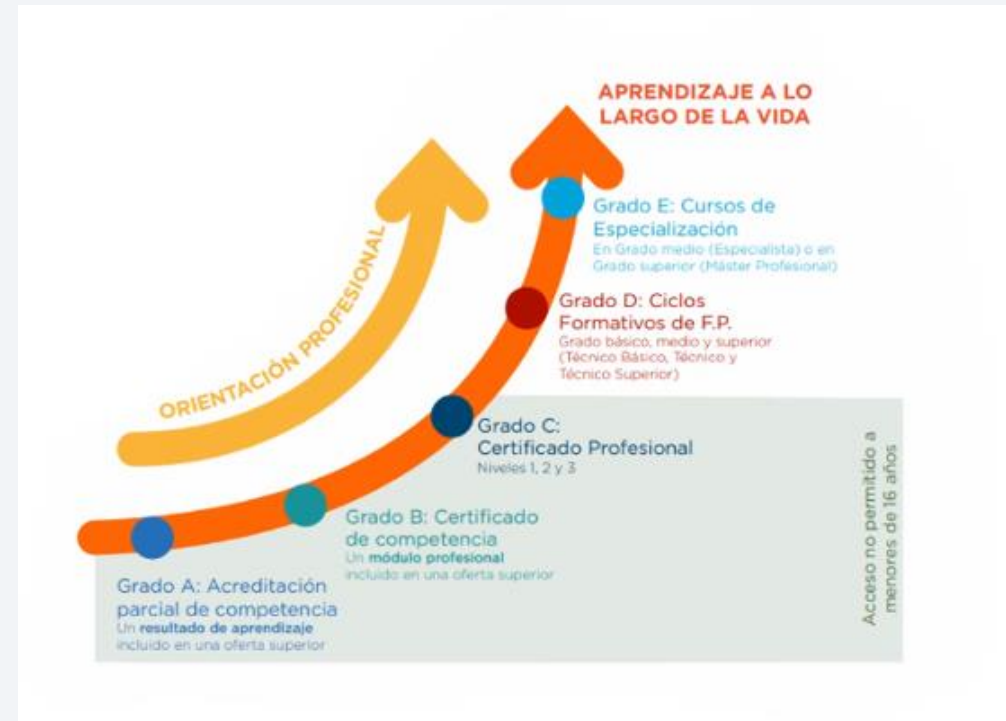 APRENDIZAJE A LO
LARGO DE LA VIDA
ORIENTACIÓN PROFESIONAL
Grado E: Cursos de
Especialización
En Grado medio (Especialista) o en
Grado superior (Máster Profesional)
Grado D: Ciclos
Formativos de F.P.
Grado básico, medio y superior
(Técnico Básico, Técnico y
Técnico Superior)
Grado C:
Certificado Profesional
Niveles 1, 2 y 3
Grado B: Certificado
de competencia
Un módulo profesional
incluido en una oferta superior
Grado A: Acreditación
parcial de competencia
Un resultado de aprendizaje
incluido en una oferta superior
Acceso no permitido a
menores de 16 años